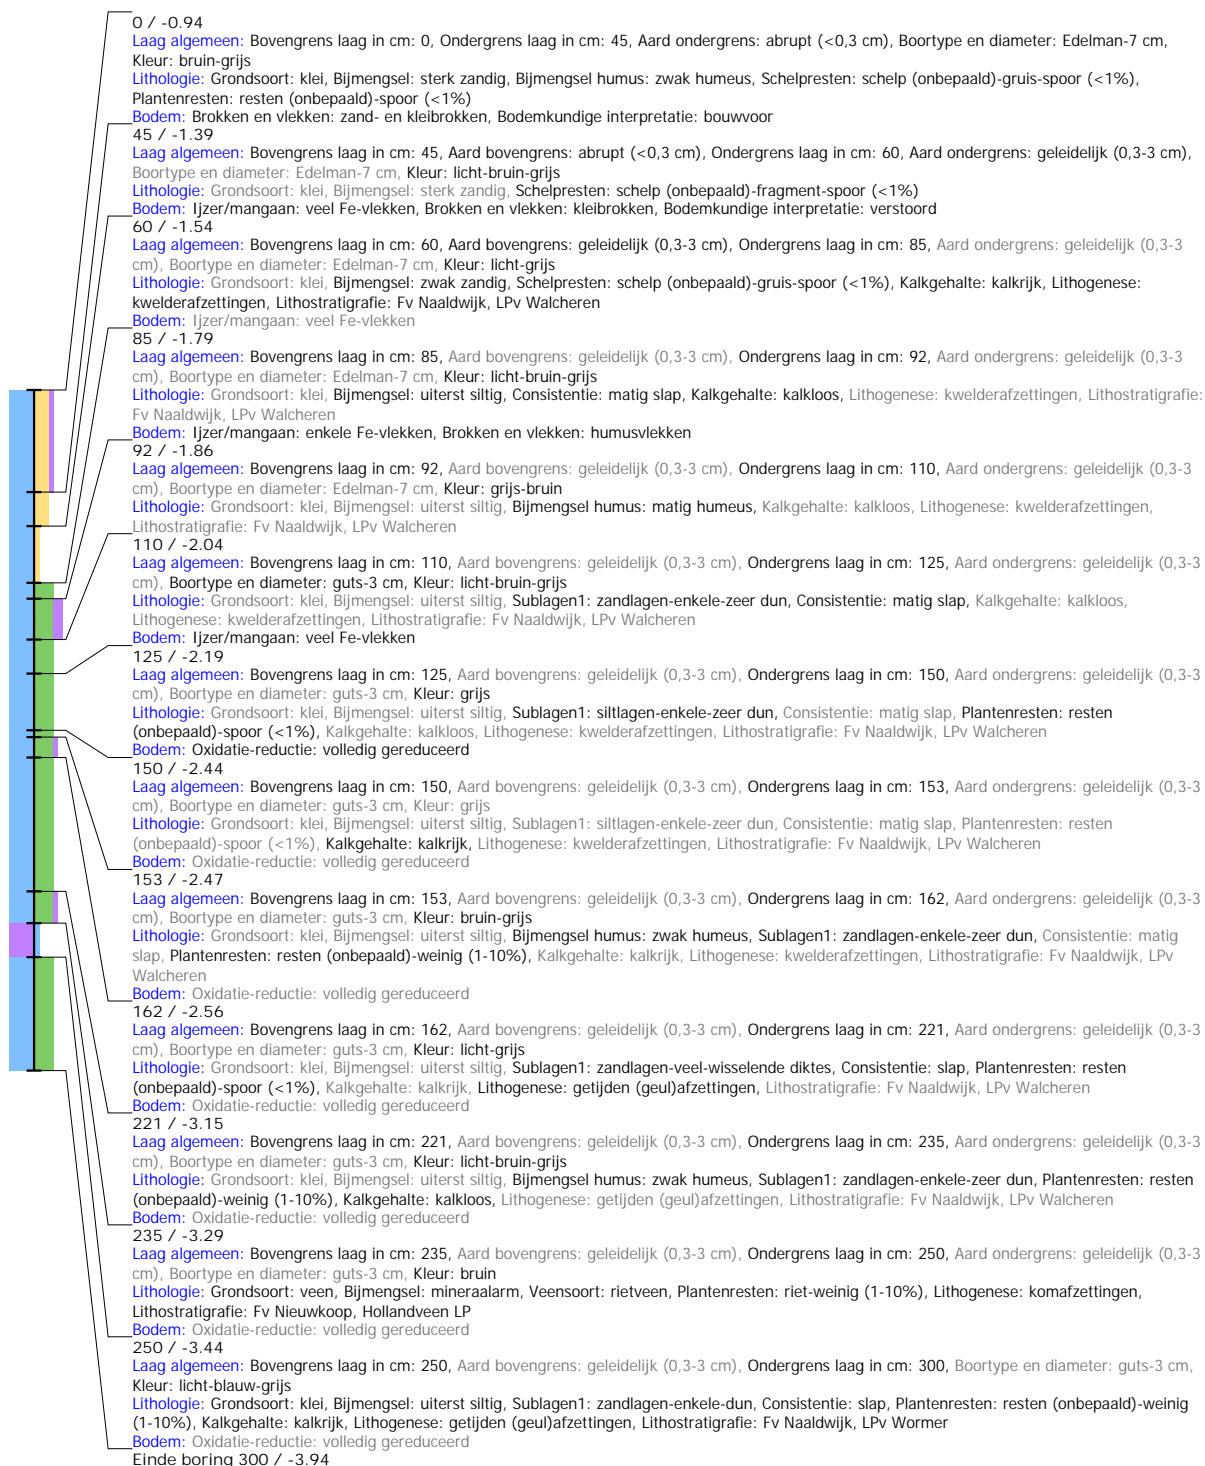 0 / -0.94
Laag algemeen: Bovengrens laag in cm: 0, Ondergrens laag in cm: 45, Aard ondergrens: abrupt (<0,3 cm), Boortype en diameter: Edelman-7 cm,
Kleur: bruin-grijs
Lithologie: Grondsoort: klei, Bijmengsel: sterk zandig, Bijmengsel humus: zwak humeus, Schelpresten: schelp (onbepaald)-gruis-spoor (<1%),
Plantenresten: resten (onbepaald)-spoor (<1%)
Bodem: Brokken en vlekken: zand- en kleibrokken, Bodemkundige interpretatie: bouwvoor
45 / -1.39
Laag algemeen: Bovengrens laag in cm: 45, Aard bovengrens: abrupt (<0,3 cm), Ondergrens laag in cm: 60, Aard ondergrens: geleidelijk (0,3-3 cm),
Boortype en diameter: Edelman-7 cm, Kleur: licht-bruin-grijs
Lithologie: Grondsoort: klei, Bijmengsel: sterk zandig, Schelpresten: schelp (onbepaald)-fragment-spoor (<1%)
Bodem: Ijzer/mangaan: veel Fe-vlekken, Brokken en vlekken: kleibrokken, Bodemkundige interpretatie: verstoord
60 / -1.54
Laag algemeen: Bovengrens laag in cm: 60, Aard bovengrens: geleidelijk (0,3-3 cm), Ondergrens laag in cm: 85, Aard ondergrens: geleidelijk (0,3-3
cm), Boortype en diameter: Edelman-7 cm, Kleur: licht-grijs
Lithologie: Grondsoort: klei, Bijmengsel: zwak zandig, Schelpresten: schelp (onbepaald)-gruis-spoor (<1%), Kalkgehalte: kalkrijk, Lithogenese:
kwelderafzettingen, Lithostratigrafie: Fv Naaldwijk, LPv Walcheren
Bodem: Ijzer/mangaan: veel Fe-vlekken
85 / -1.79
Laag algemeen: Bovengrens laag in cm: 85, Aard bovengrens: geleidelijk (0,3-3 cm), Ondergrens laag in cm: 92, Aard ondergrens: geleidelijk (0,3-3
cm), Boortype en diameter: Edelman-7 cm, Kleur: licht-bruin-grijs
Lithologie: Grondsoort: klei, Bijmengsel: uiterst siltig, Consistentie: matig slap, Kalkgehalte: kalkloos, Lithogenese: kwelderafzettingen, Lithostratigrafie:
Fv Naaldwijk, LPv Walcheren
Bodem: Ijzer/mangaan: enkele Fe-vlekken, Brokken en vlekken: humusvlekken
92 / -1.86
Laag algemeen: Bovengrens laag in cm: 92, Aard bovengrens: geleidelijk (0,3-3 cm), Ondergrens laag in cm: 110, Aard ondergrens: geleidelijk (0,3-3
cm), Boortype en diameter: Edelman-7 cm, Kleur: grijs-bruin
Lithologie: Grondsoort: klei, Bijmengsel: uiterst siltig, Bijmengsel humus: matig humeus, Kalkgehalte: kalkloos, Lithogenese: kwelderafzettingen,
Lithostratigrafie: Fv Naaldwijk, LPv Walcheren
110 / -2.04
Laag algemeen: Bovengrens laag in cm: 110, Aard bovengrens: geleidelijk (0,3-3 cm), Ondergrens laag in cm: 125, Aard ondergrens: geleidelijk (0,3-3
cm), Boortype en diameter: guts-3 cm, Kleur: licht-bruin-grijs
Lithologie: Grondsoort: klei, Bijmengsel: uiterst siltig, Sublagen1: zandlagen-enkele-zeer dun, Consistentie: matig slap, Kalkgehalte: kalkloos,
Lithogenese: kwelderafzettingen, Lithostratigrafie: Fv Naaldwijk, LPv Walcheren
Bodem: Ijzer/mangaan: veel Fe-vlekken
125 / -2.19
Laag algemeen: Bovengrens laag in cm: 125, Aard bovengrens: geleidelijk (0,3-3 cm), Ondergrens laag in cm: 150, Aard ondergrens: geleidelijk (0,3-3
cm), Boortype en diameter: guts-3 cm, Kleur: grijs
Lithologie: Grondsoort: klei, Bijmengsel: uiterst siltig, Sublagen1: siltlagen-enkele-zeer dun, Consistentie: matig slap, Plantenresten: resten
(onbepaald)-spoor (<1%), Kalkgehalte: kalkloos, Lithogenese: kwelderafzettingen, Lithostratigrafie: Fv Naaldwijk, LPv Walcheren
Bodem: Oxidatie-reductie: volledig gereduceerd
150 / -2.44
Laag algemeen: Bovengrens laag in cm: 150, Aard bovengrens: geleidelijk (0,3-3 cm), Ondergrens laag in cm: 153, Aard ondergrens: geleidelijk (0,3-3
cm), Boortype en diameter: guts-3 cm, Kleur: grijs
Lithologie: Grondsoort: klei, Bijmengsel: uiterst siltig, Sublagen1: siltlagen-enkele-zeer dun, Consistentie: matig slap, Plantenresten: resten
(onbepaald)-spoor (<1%), Kalkgehalte: kalkrijk, Lithogenese: kwelderafzettingen, Lithostratigrafie: Fv Naaldwijk, LPv Walcheren
Bodem: Oxidatie-reductie: volledig gereduceerd
153 / -2.47
Laag algemeen: Bovengrens laag in cm: 153, Aard bovengrens: geleidelijk (0,3-3 cm), Ondergrens laag in cm: 162, Aard ondergrens: geleidelijk (0,3-3
cm), Boortype en diameter: guts-3 cm, Kleur: bruin-grijs
Lithologie: Grondsoort: klei, Bijmengsel: uiterst siltig, Bijmengsel humus: zwak humeus, Sublagen1: zandlagen-enkele-zeer dun, Consistentie: matig
slap, Plantenresten: resten (onbepaald)-weinig (1-10%), Kalkgehalte: kalkrijk, Lithogenese: kwelderafzettingen, Lithostratigrafie: Fv Naaldwijk, LPv
Walcheren
Bodem: Oxidatie-reductie: volledig gereduceerd
162 / -2.56
Laag algemeen: Bovengrens laag in cm: 162, Aard bovengrens: geleidelijk (0,3-3 cm), Ondergrens laag in cm: 221, Aard ondergrens: geleidelijk (0,3-3
cm), Boortype en diameter: guts-3 cm, Kleur: licht-grijs
Lithologie: Grondsoort: klei, Bijmengsel: uiterst siltig, Sublagen1: zandlagen-veel-wisselende diktes, Consistentie: slap, Plantenresten: resten
(onbepaald)-spoor (<1%), Kalkgehalte: kalkrijk, Lithogenese: getijden (geul)afzettingen, Lithostratigrafie: Fv Naaldwijk, LPv Walcheren
Bodem: Oxidatie-reductie: volledig gereduceerd
221 / -3.15
Laag algemeen: Bovengrens laag in cm: 221, Aard bovengrens: geleidelijk (0,3-3 cm), Ondergrens laag in cm: 235, Aard ondergrens: geleidelijk (0,3-3
cm), Boortype en diameter: guts-3 cm, Kleur: licht-bruin-grijs
Lithologie: Grondsoort: klei, Bijmengsel: uiterst siltig, Bijmengsel humus: zwak humeus, Sublagen1: zandlagen-enkele-zeer dun, Plantenresten: resten
(onbepaald)-weinig (1-10%), Kalkgehalte: kalkloos, Lithogenese: getijden (geul)afzettingen, Lithostratigrafie: Fv Naaldwijk, LPv Walcheren
Bodem: Oxidatie-reductie: volledig gereduceerd
235 / -3.29
Laag algemeen: Bovengrens laag in cm: 235, Aard bovengrens: geleidelijk (0,3-3 cm), Ondergrens laag in cm: 250, Aard ondergrens: geleidelijk (0,3-3
cm), Boortype en diameter: guts-3 cm, Kleur: bruin
Lithologie: Grondsoort: veen, Bijmengsel: mineraalarm, Veensoort: rietveen, Plantenresten: riet-weinig (1-10%), Lithogenese: komafzettingen,
Lithostratigrafie: Fv Nieuwkoop, Hollandveen LP
Bodem: Oxidatie-reductie: volledig gereduceerd
250 / -3.44
Laag algemeen: Bovengrens laag in cm: 250, Aard bovengrens: geleidelijk (0,3-3 cm), Ondergrens laag in cm: 300, Boortype en diameter: guts-3 cm,
Kleur: licht-blauw-grijs
Lithologie: Grondsoort: klei, Bijmengsel: uiterst siltig, Sublagen1: zandlagen-enkele-dun, Consistentie: slap, Plantenresten: resten (onbepaald)-weinig
(1-10%), Kalkgehalte: kalkrijk, Lithogenese: getijden (geul)afzettingen, Lithostratigrafie: Fv Naaldwijk, LPv Wormer
Bodem: Oxidatie-reductie: volledig gereduceerd
Einde boring 300 / -3.94